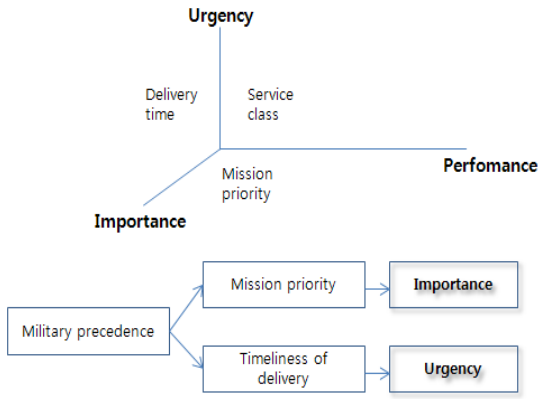 Urgency
Delivery
time
Service
class
Perfomance
Mission
priority
Importance
Mission priority
Importance
Military precedence
Timeliness of
delivery
Urgency